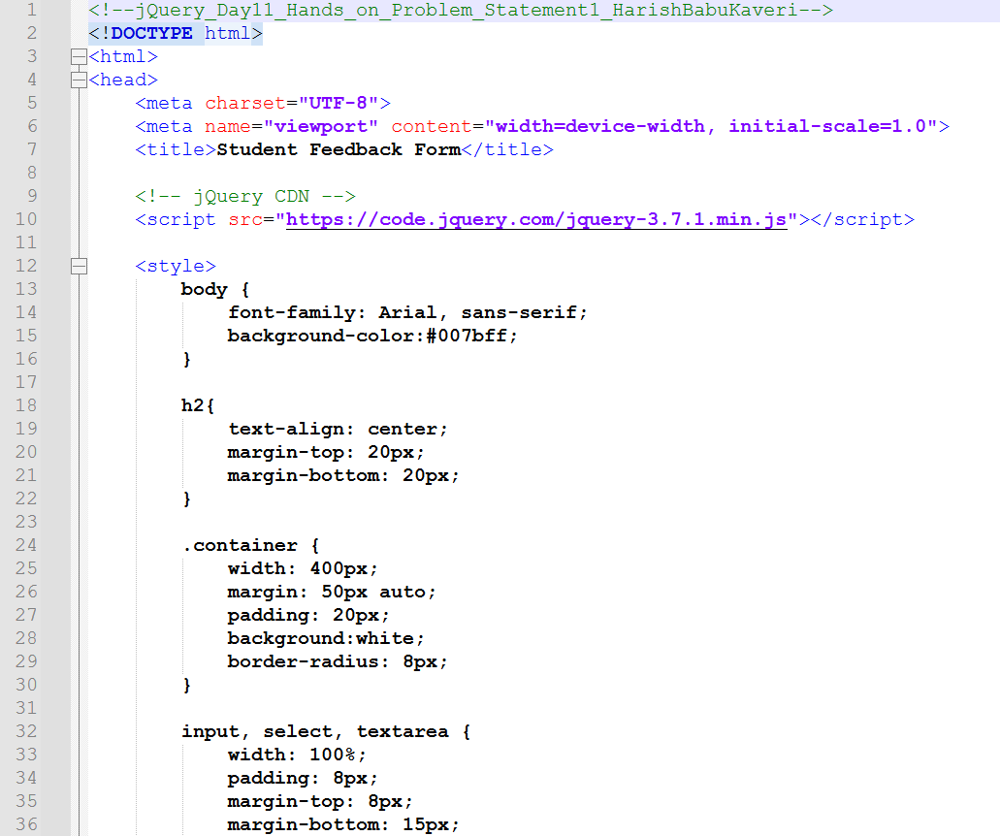 1 <!--jQuery_Day11_Hands_on_Problem_Statement1_HarishBabuKaveri-->
2 <!DOCTYPE html>
3 <html>
4 <head>
5     <meta charset="UTF-8">
6     <meta name="viewport" content="width=device-width, initial-scale=1.0">
7     <title>Student Feedback Form</title>
8
9     <!-- jQuery CDN -->
10     <script src="https://code.jquery.com/jquery-3.7.1.min.js"></script>
11
12     <style>
13         body {
14             font-family: Arial, sans-serif;
15             background-color:#007bff;
16         }
17
18         h2{
19             text-align: center;
20             margin-top: 20px;
21             margin-bottom: 20px;
22         }
23
24         .container {
25             width: 400px;
26             margin: 50px auto;
27             padding: 20px;
28             background:white;
29             border-radius: 8px;
30         }
31
32         input, select, textarea {
33             width: 100%;
34             padding: 8px;
35             margin-top: 8px;
36             margin-bottom: 15px;